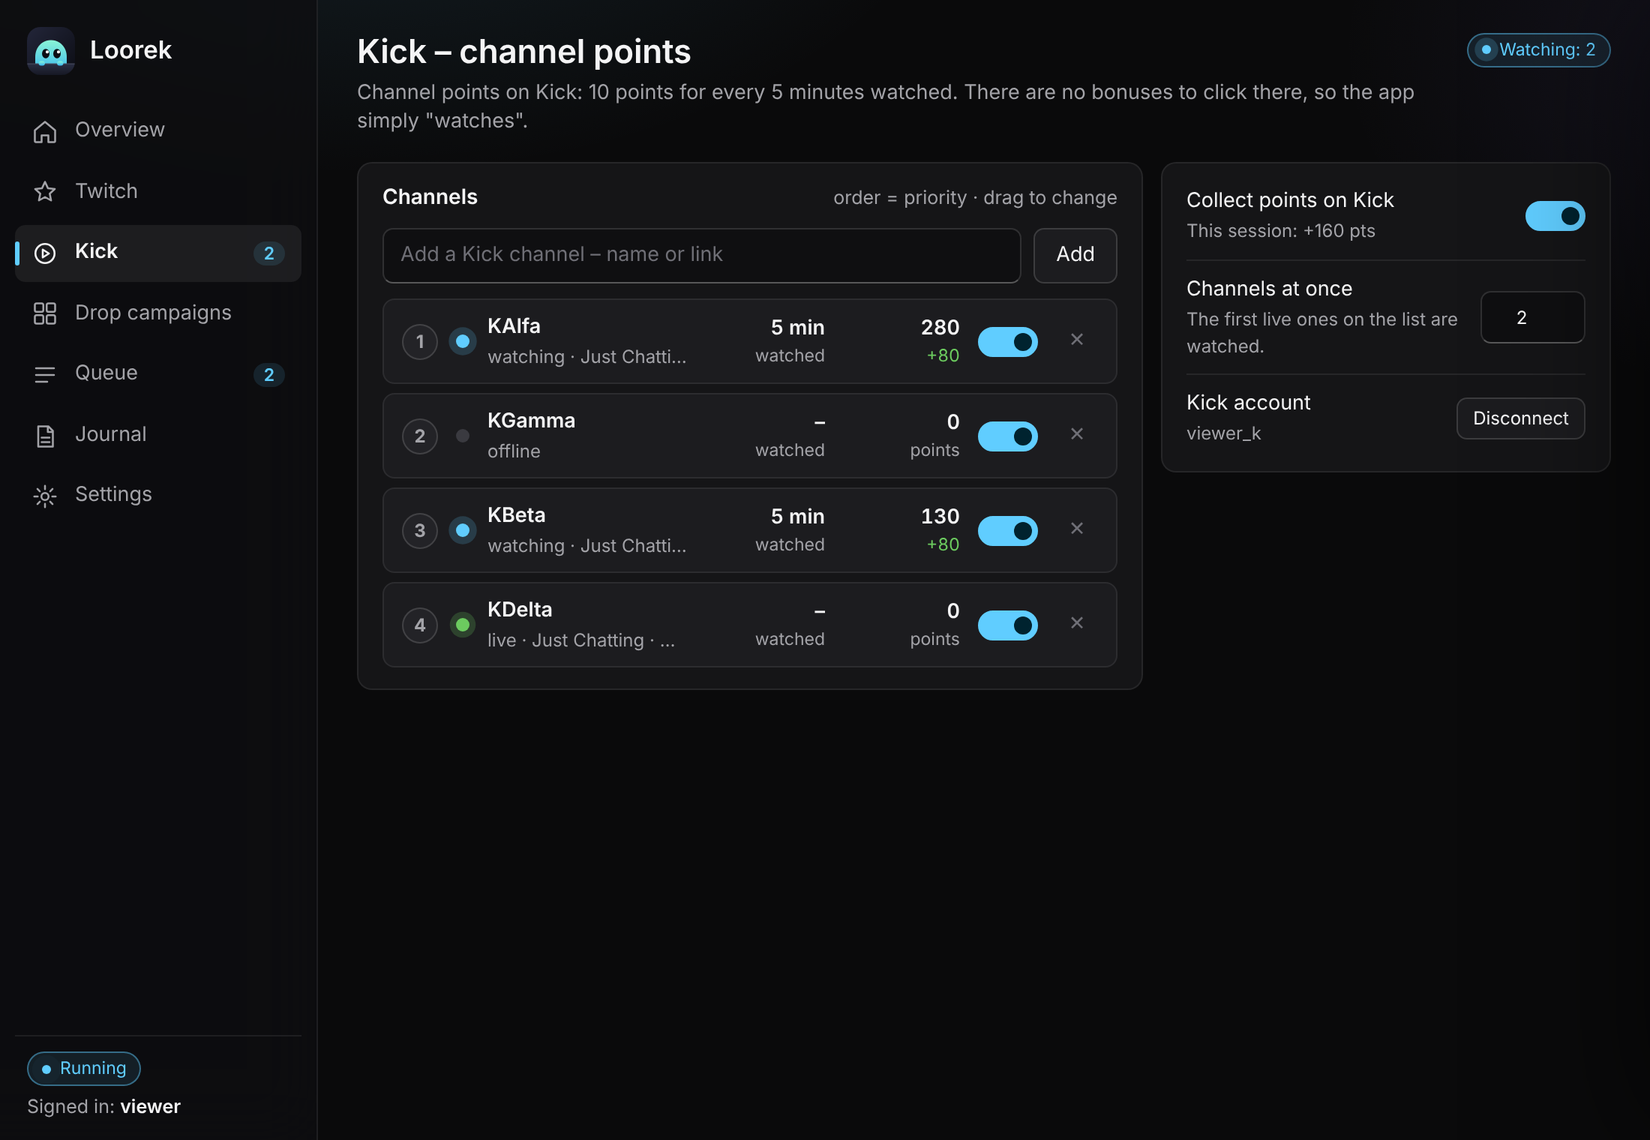 Loorek
Overview
Twitch
Kick 2
Drop campaigns
Queue 2
Journal
Settings
Running
Signed in: viewer
Kick – channel points
Watching: 2
Channel points on Kick: 10 points for every 5 minutes watched. There are no bonuses to click there, so the app
simply "watches".
Channels
order = priority · drag to change
Add a Kick channel – name or link
Add
1 KAlfa 5 min 280
watching · Just Chatti... watched +80
2 KGamma – 0
offline watched points
3 KBeta 5 min 130
watching · Just Chatti... watched +80
4 KDelta – 0
live · Just Chatting · ... watched points
Collect points on Kick
This session: +160 pts
Channels at once
The first live ones on the list are
watched.
2
Kick account
viewer_k
Disconnect